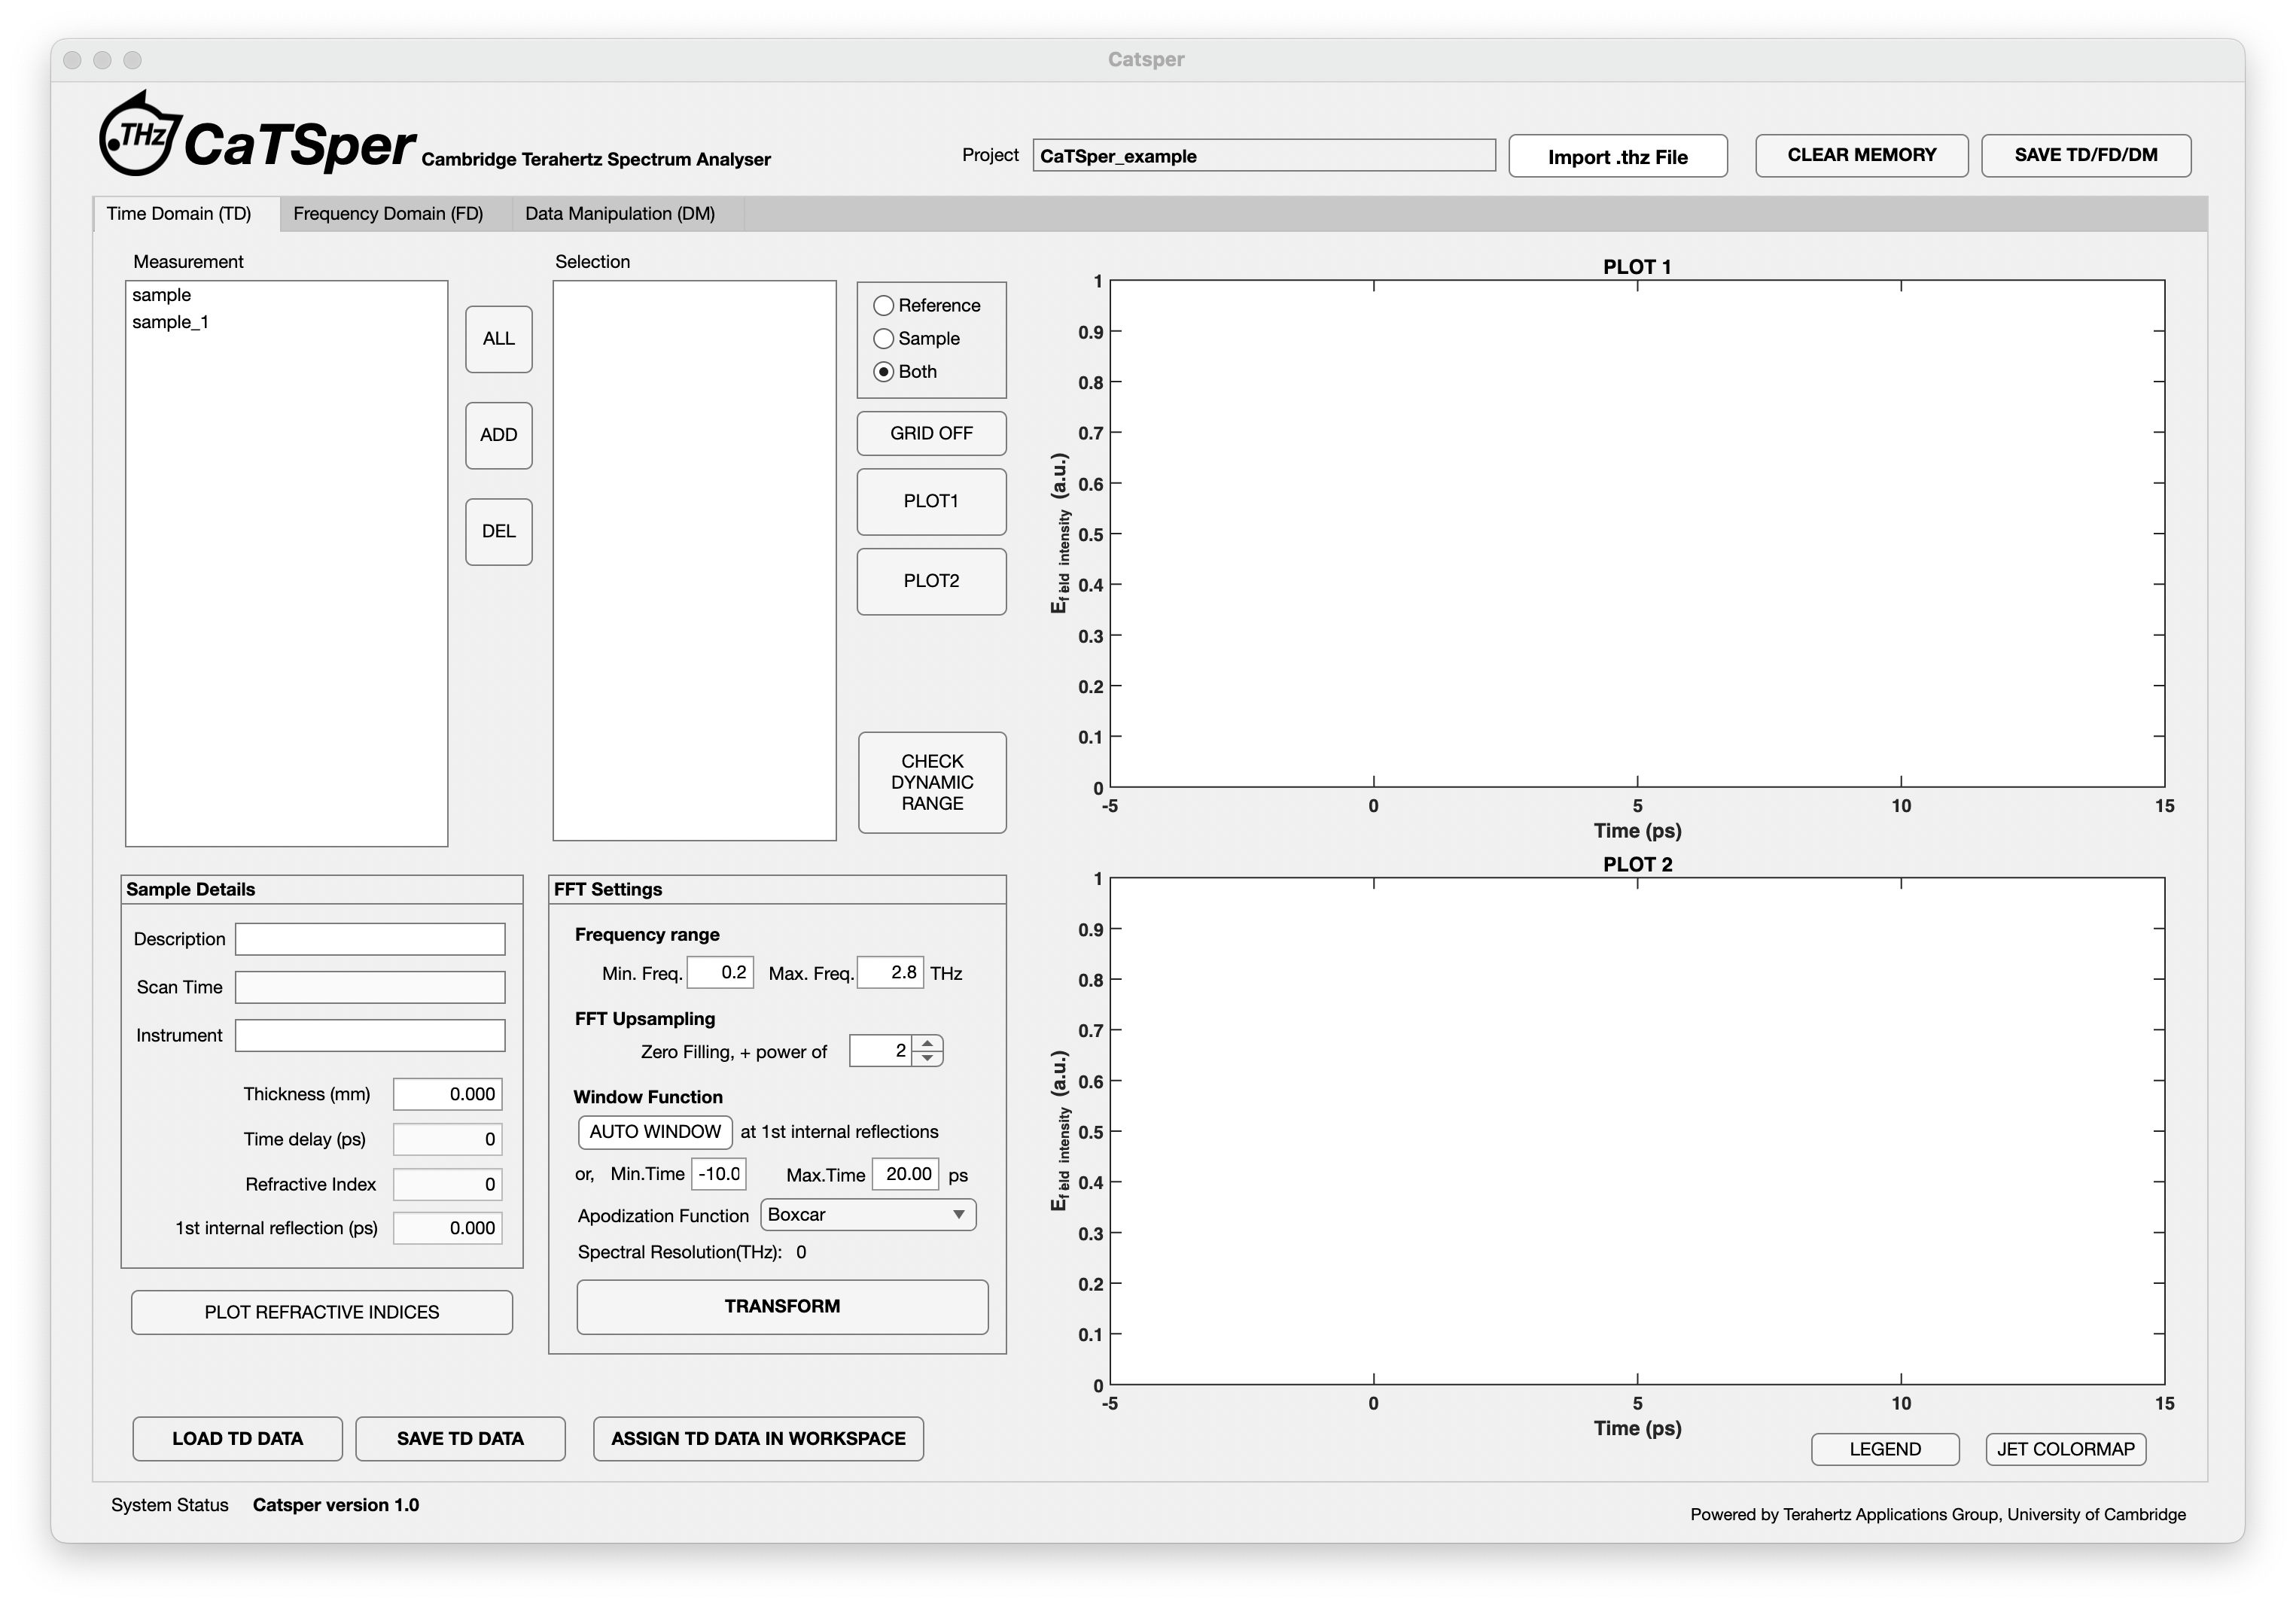 Catsper
.THz CaTSper Cambridge Terahertz Spectrum Analyser
Project CaTSper_example Import .thz File CLEAR MEMORY SAVE TD/FD/DM
Time Domain (TD) Frequency Domain (FD) Data Manipulation (DM)
Measurement
sample
sample_1
ALL
ADD
DEL
Selection
Reference
Sample
Both
GRID OFF
PLOT1
PLOT2
CHECK
DYNAMIC
RANGE
PLOT 1
1
0.9
0.8
0.7
0.6
0.5
0.4
0.3
0.2
0.1
0
-5 0 5 10 15
Efield intensity (a.u.)
Time (ps)
Sample Details
Description
Scan Time
Instrument
Thickness (mm) 0.000
Time delay (ps) 0
Refractive Index 0
1st internal reflection (ps) 0.000
PLOT REFRACTIVE INDICES
FFT Settings
Frequency range
Min. Freq. 0.2 Max. Freq. 2.8 THz
FFT Upsampling
Zero Filling, + power of 2
Window Function
AUTO WINDOW at 1st internal reflections
or, Min.Time -10.0 Max.Time 20.00 ps
Apodization Function Boxcar
Spectral Resolution(THz): 0
TRANSFORM
PLOT 2
1
0.9
0.8
0.7
0.6
0.5
0.4
0.3
0.2
0.1
0
-5 0 5 10 15
Efield intensity (a.u.)
Time (ps)
LOAD TD DATA SAVE TD DATA ASSIGN TD DATA IN WORKSPACE
LEGEND JET COLORMAP
System Status Catsper version 1.0
Powered by Terahertz Applications Group, University of Cambridge